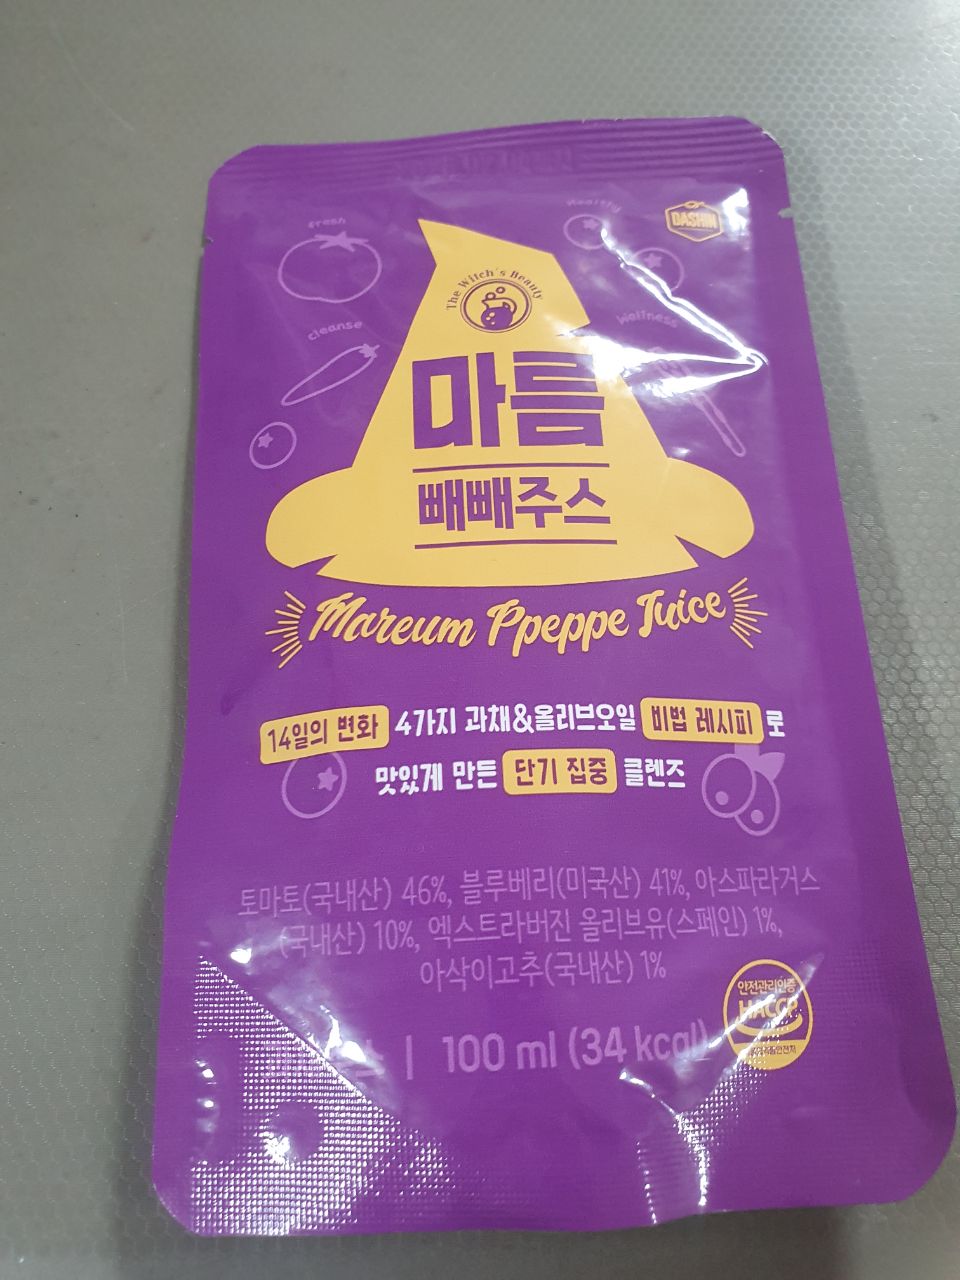 Fresh
Healthy
DASHIN
The Witch's Beauty
cleanse
Wellness
마름
빼빼주스
Mareum Ppeppe Juice
14일의 변화 4가지 과채&올리브오일 비법 레시피로
맛있게 만든 단기 집중 클렌즈
토마토(국내산) 46%, 블루베리(미국산) 41%, 아스파라거스
(국내산) 10%, 엑스트라버진 올리브유(스페인) 1%,
아삭이고추(국내산) 1%
안전관리인증
HACCP
| 100 ml (34 kcal)